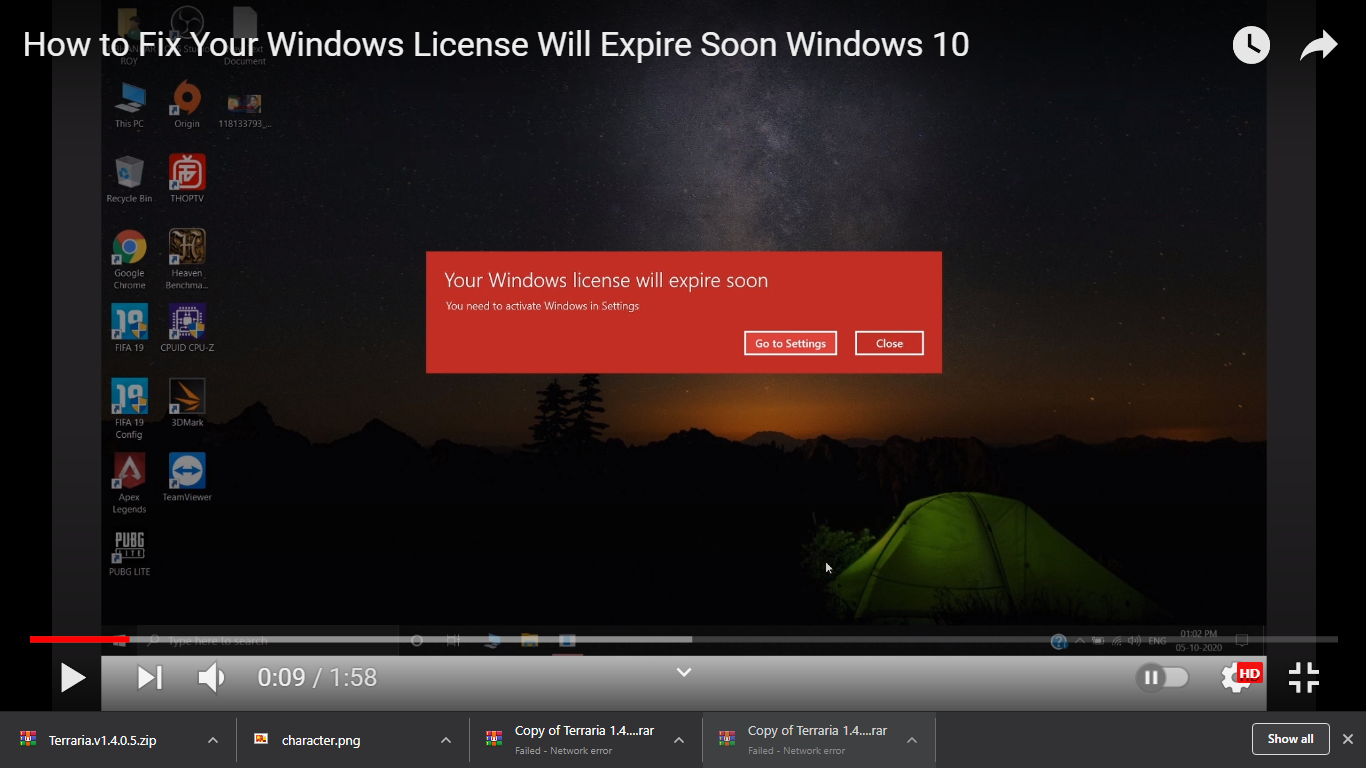 How to Fix Your Windows License Will Expire Soon Windows 10
ROY
Document
This PC
Origin
118133793_...
Recycle Bin
THOPTV
Google
Chrome
Heaven
Benchma...
19
FIFA 19
CPUID CPU-Z
19
FIFA 19
Config
3DMark
Apex
Legends
TeamViewer
PUBG
LITE
PUBG LITE
Your Windows license will expire soon
You need to activate Windows in Settings
Go to Settings
Close
Type here to search
ENG
01:02 PM
05-10-2020
0:09 / 1:58
HD
Terraria.v1.4.0.5.zip
character.png
Copy of Terraria 1.4....rar
Failed - Network error
Copy of Terraria 1.4....rar
Failed - Network error
Show all